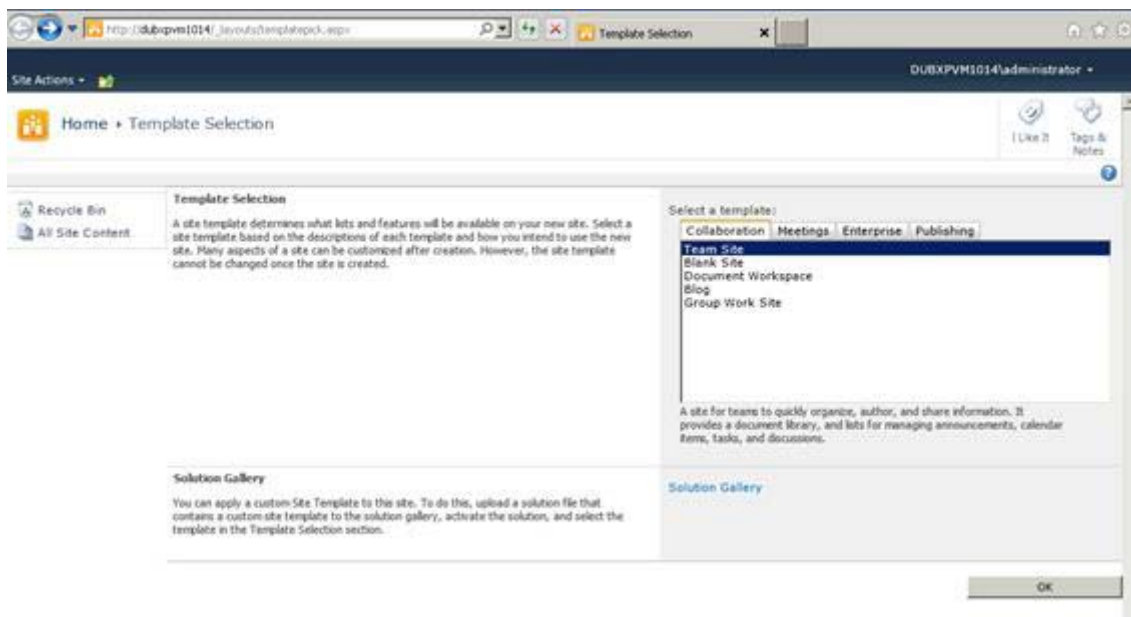 http://dubxpvm1014/_layouts/templatepick.aspx
Template Selection
Site Actions
DUBXPVM1014\administrator
Home
Template Selection
I Like It
Tags &
Notes
Recycle Bin
All Site Content
Template Selection
A site template determines what lists and features will be available on your new site. Select a
site template based on the descriptions of each template and how you intend to use the new
site. Many aspects of a site can be customized after creation. However, the site template
cannot be changed once the site is created.
Select a template:
Collaboration Meetings Enterprise Publishing
Team Site
Blank Site
Document Workspace
Blog
Group Work Site
A site for teams to quickly organize, author, and share information. It
provides a document library, and lists for managing announcements, calendar
items, tasks, and discussions.
Solution Gallery
You can apply a custom Site Template to this site. To do this, upload a solution file that
contains a custom site template to the solution gallery, activate the solution, and select the
template in the Template Selection section.
Solution Gallery
OK